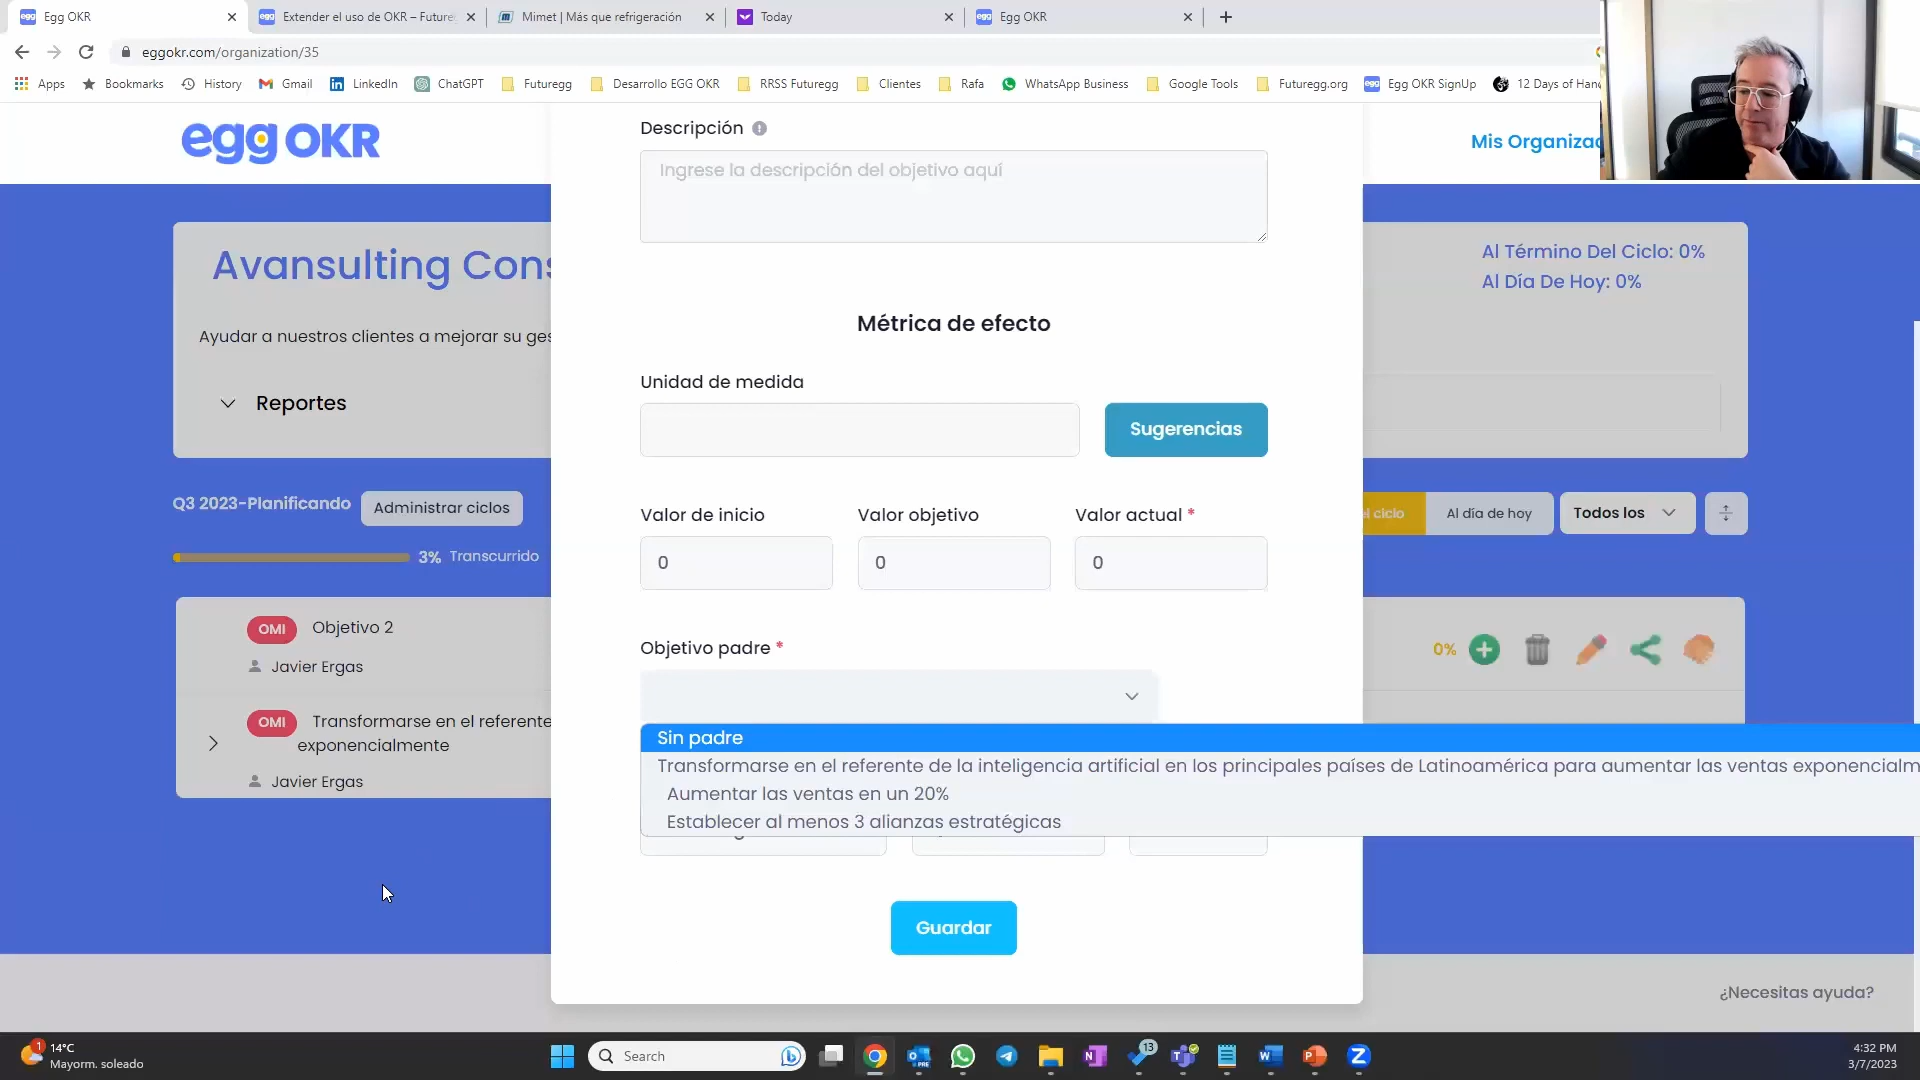 Egg OKR
Extender el uso de OKR – Future
Mimet | Más que refrigeración
Today
Egg OKR
eggokr.com/organization/35
Apps
Bookmarks
History
Gmail
LinkedIn
ChatGPT
Futuregg
Desarrollo EGG OKR
RRSS Futuregg
Clientes
Rafa
WhatsApp Business
Google Tools
Futuregg.org
Egg OKR SignUp
12 Days of Han
egg OKR
Mis Organizac
Descripción
Ingrese la descripción del objetivo aquí
Avansulting Cons
Al Término Del Ciclo: 0%
Al Día De Hoy: 0%
Ayudar a nuestros clientes a mejorar su ges
Reportes
Métrica de efecto
Unidad de medida
Sugerencias
Q3 2023-Planificando
Administrar ciclos
3% Transcurrido
Valor de inicio
Valor objetivo
Valor actual *
0
0
0
el ciclo
Al día de hoy
Todos los
OMI
Objetivo 2
Javier Ergas
0%
Objetivo padre *
OMI
Transformarse en el referente
exponencialmente
Javier Ergas
Sin padre
Transformarse en el referente de la inteligencia artificial en los principales países de Latinoamérica para aumentar las ventas exponencialm
Aumentar las ventas en un 20%
Establecer al menos 3 alianzas estratégicas
Guardar
¿Necesitas ayuda?
1
14°C
Mayorm. soleado
Search
13
4:32 PM
3/7/2023